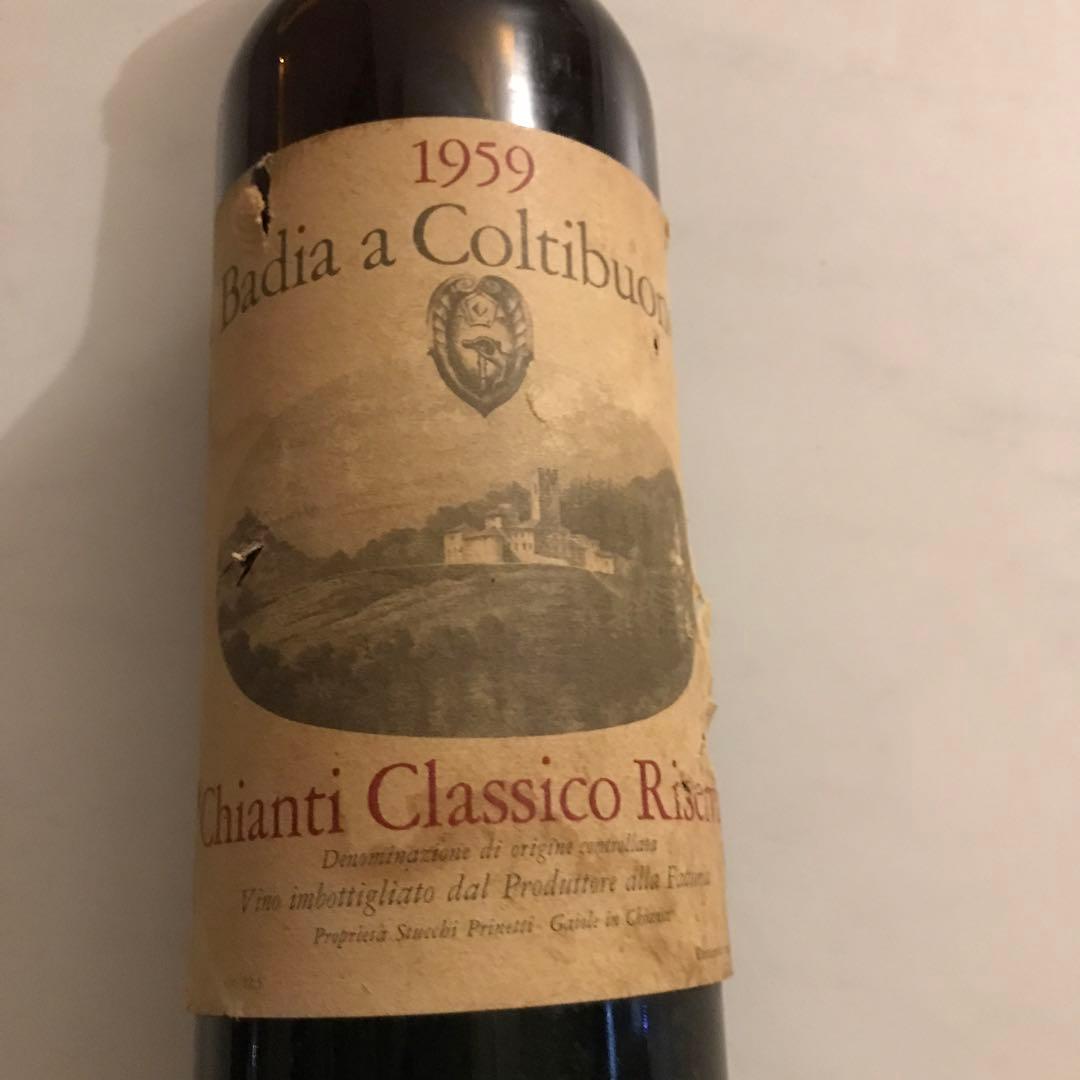 1959
Badia a Coltibuon
Chianti Classico Riserv
Denominazione di origine controllata
Vino imbottigliato dal Produttore alla Fattoria
Proprietà Stucchi Prinetti - Gaiole in Chianti